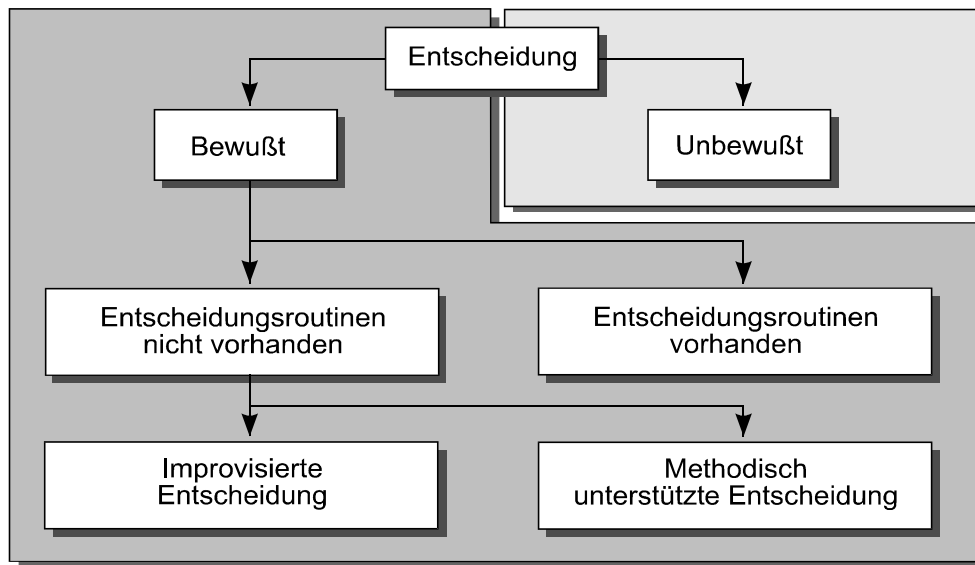 Entscheidung
Bewußt
Unbewußt
Entscheidungsroutinen
nicht vorhanden
Entscheidungsroutinen
vorhanden
Improvisierte
Entscheidung
Methodisch
unterstützte Entscheidung